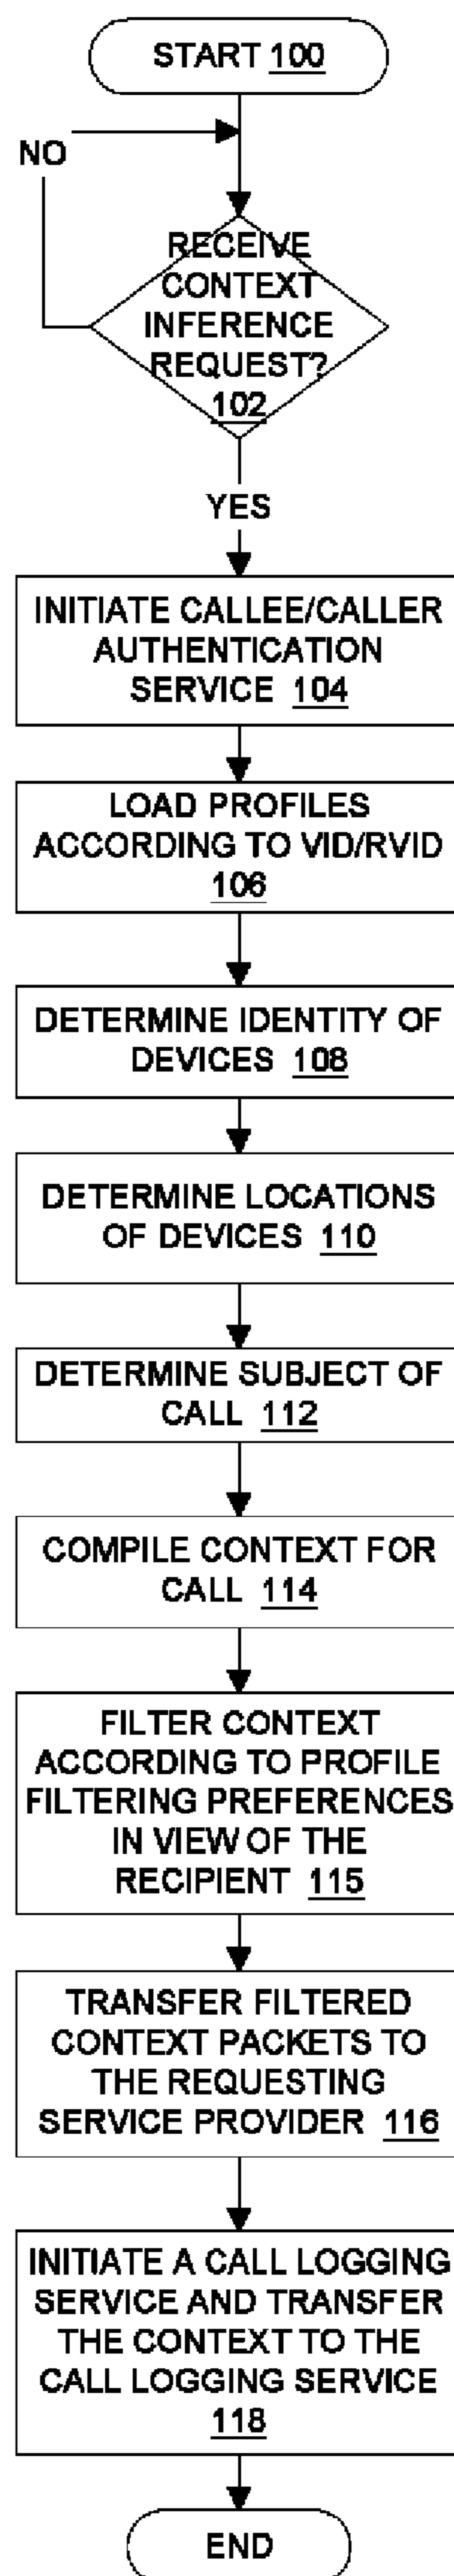 START 100
NO
RECEIVE
CONTEXT
INFERENCE
REQUEST?
102
YES
INITIATE CALLEE/CALLER
AUTHENTICATION
SERVICE 104
LOAD PROFILES
ACCORDING TO VID/RVID
106
DETERMINE IDENTITY OF
DEVICES 108
DETERMINE LOCATIONS
OF DEVICES 110
DETERMINE SUBJECT OF
CALL 112
COMPILE CONTEXT FOR
CALL 114
FILTER CONTEXT
ACCORDING TO PROFILE
FILTERING PREFERENCES
IN VIEW OF THE
RECIPIENT 115
TRANSFER FILTERED
CONTEXT PACKETS TO
THE REQUESTING
SERVICE PROVIDER 116
INITIATE A CALL LOGGING
SERVICE AND TRANSFER
THE CONTEXT TO THE
CALL LOGGING SERVICE
118
END